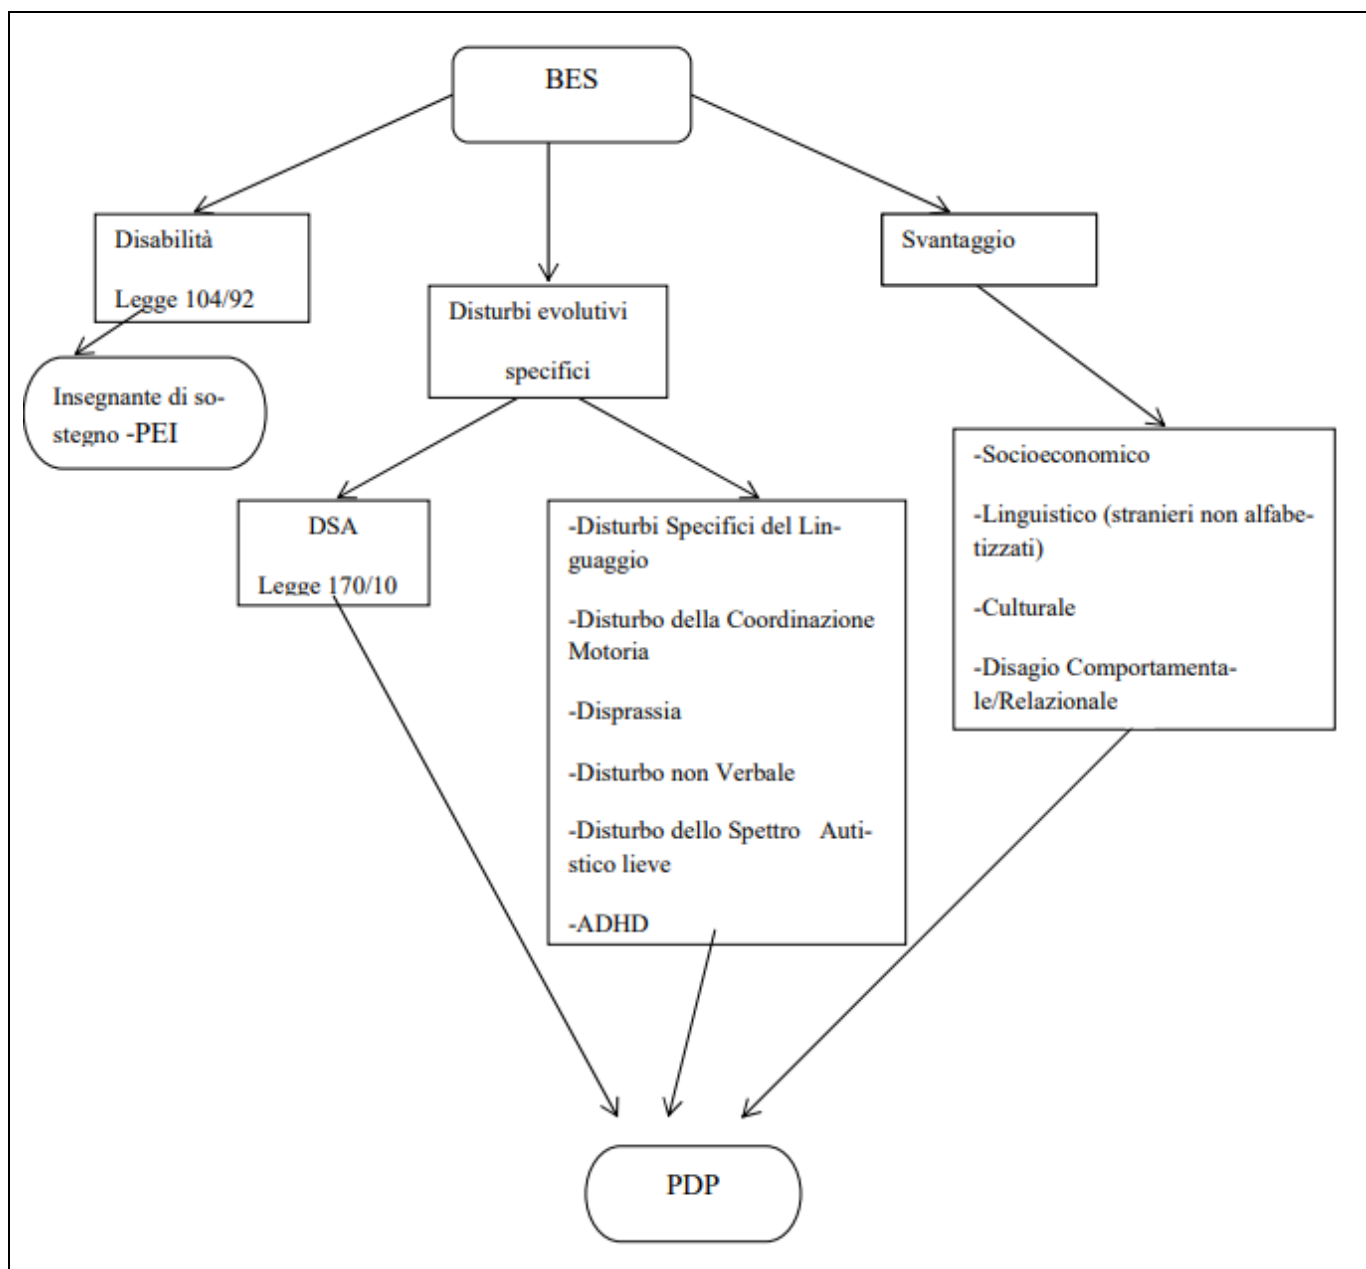 BES
Disabilità
Legge 104/92
Svantaggio
Disturbi evolutivi
specifici
Insegnante di so-
stegno -PEI
-Socioeconomico
-Linguistico (stranieri non alfabe-
tizzati)
-Culturale
-Disagio Comportamenta-
le/Relazionale
DSA
Legge 170/10
-Disturbi Specifici del Lin-
guaggio
-Disturbo della Coordinazione
Motoria
-Disprassia
-Disturbo non Verbale
-Disturbo dello Spettro Auti-
stico lieve
-ADHD
PDP